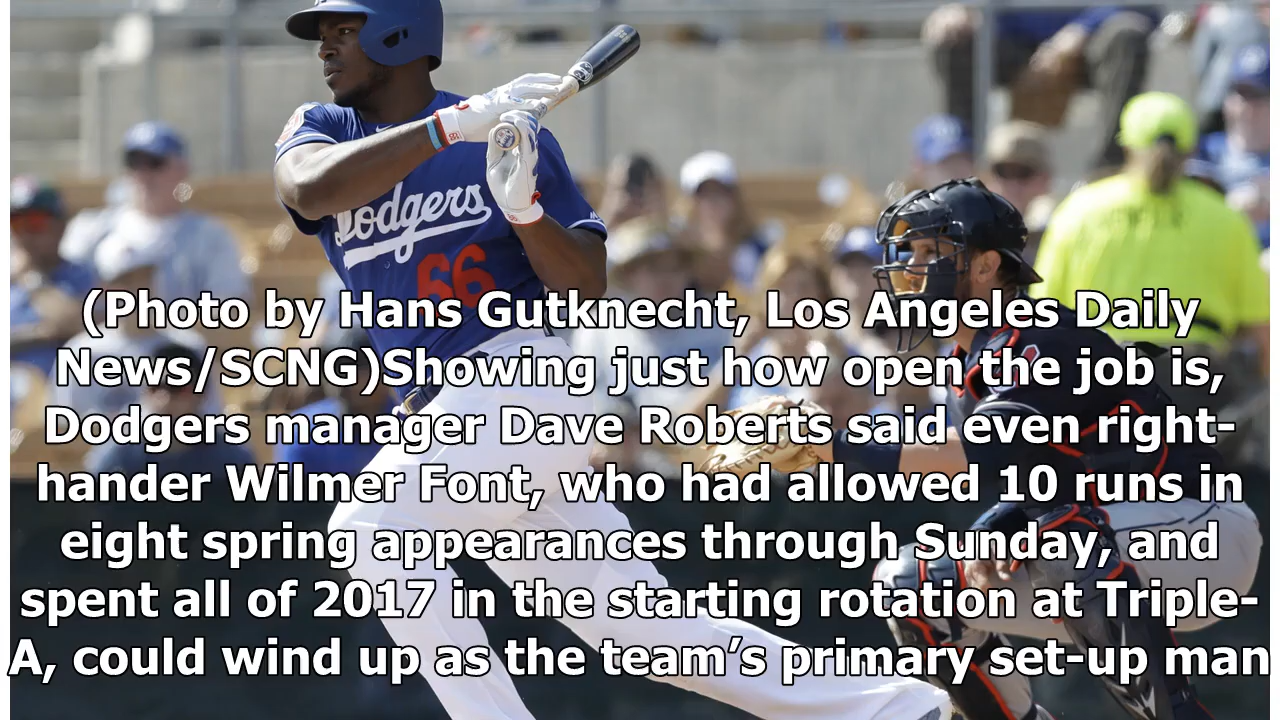 Dodgers
66
(Photo by Hans Gutknecht, Los Angeles Daily
News/SCNG)Showing just how open the job is,
Dodgers manager Dave Roberts said even right-
hander Wilmer Font, who had allowed 10 runs in
eight spring appearances through Sunday, and
spent all of 2017 in the starting rotation at Triple-
A, could wind up as the team’s primary set-up man